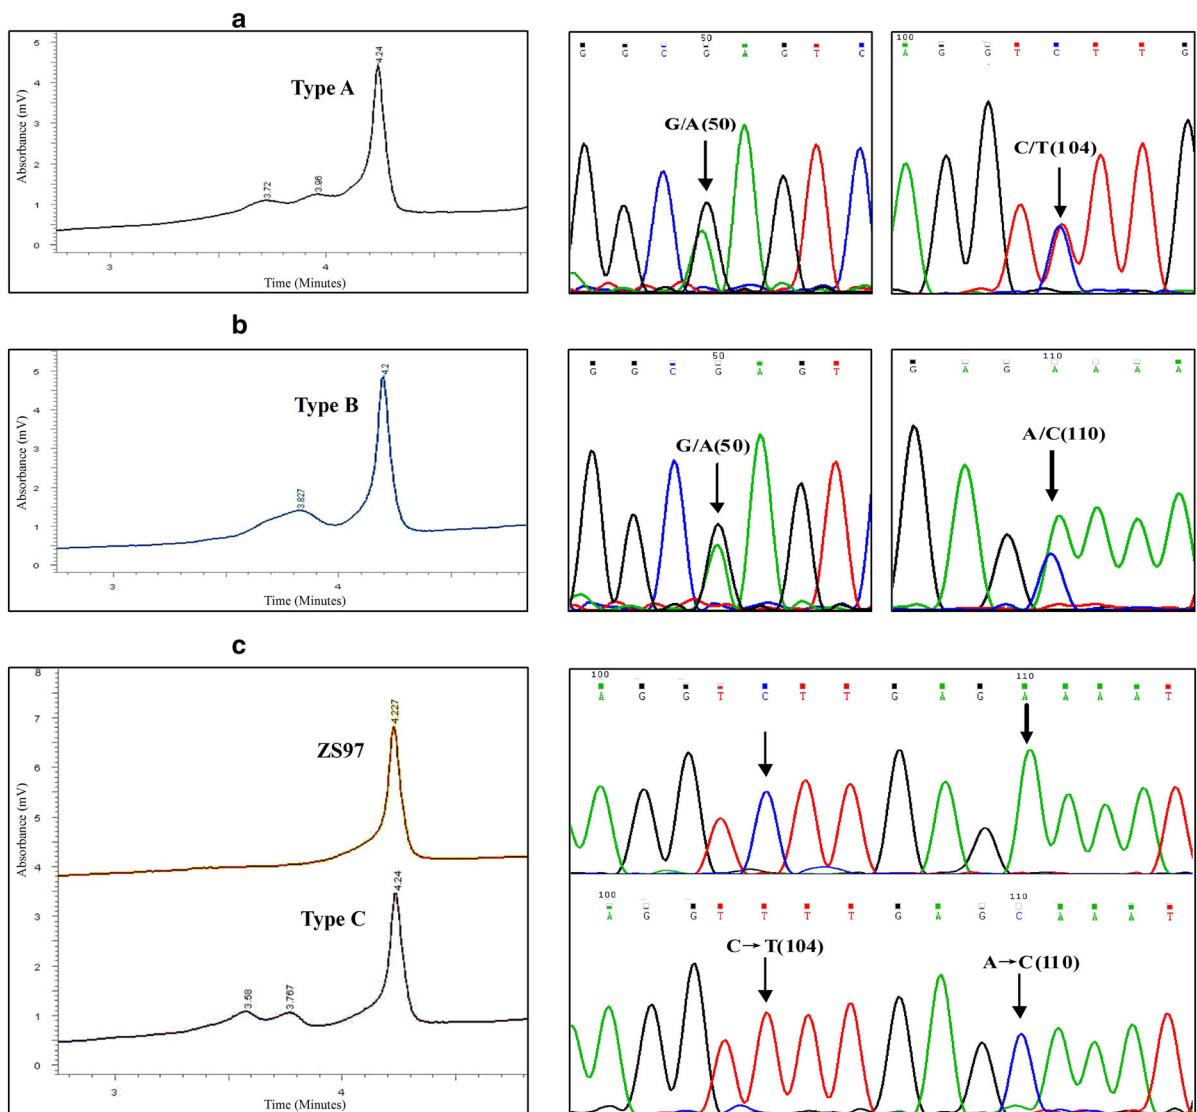 a
5
4
3
2
1
0
Absorbance (mV)
Type A
3.72
3.96
4.24
3
4
Time (Minutes)
50
G G C G A G T C
G/A(50)
100
A G G T C T T G
C/T(104)
b
5
4
3
2
1
0
Absorbance (mV)
Type B
3.827
4.2
3
4
Time (Minutes)
50
G G C G A G T
G/A(50)
110
G A G A A A A
A/C(110)
c
8
7
6
5
4
3
2
1
0
Absorbance (mV)
ZS97
4.227
Type C
3.58
3.767
4.24
3
4
Time (Minutes)
100 110
A G G T C T T G A G A A A A T
100 110
A G G T T T T G A G C A A A T
C→T(104)
A→C(110)